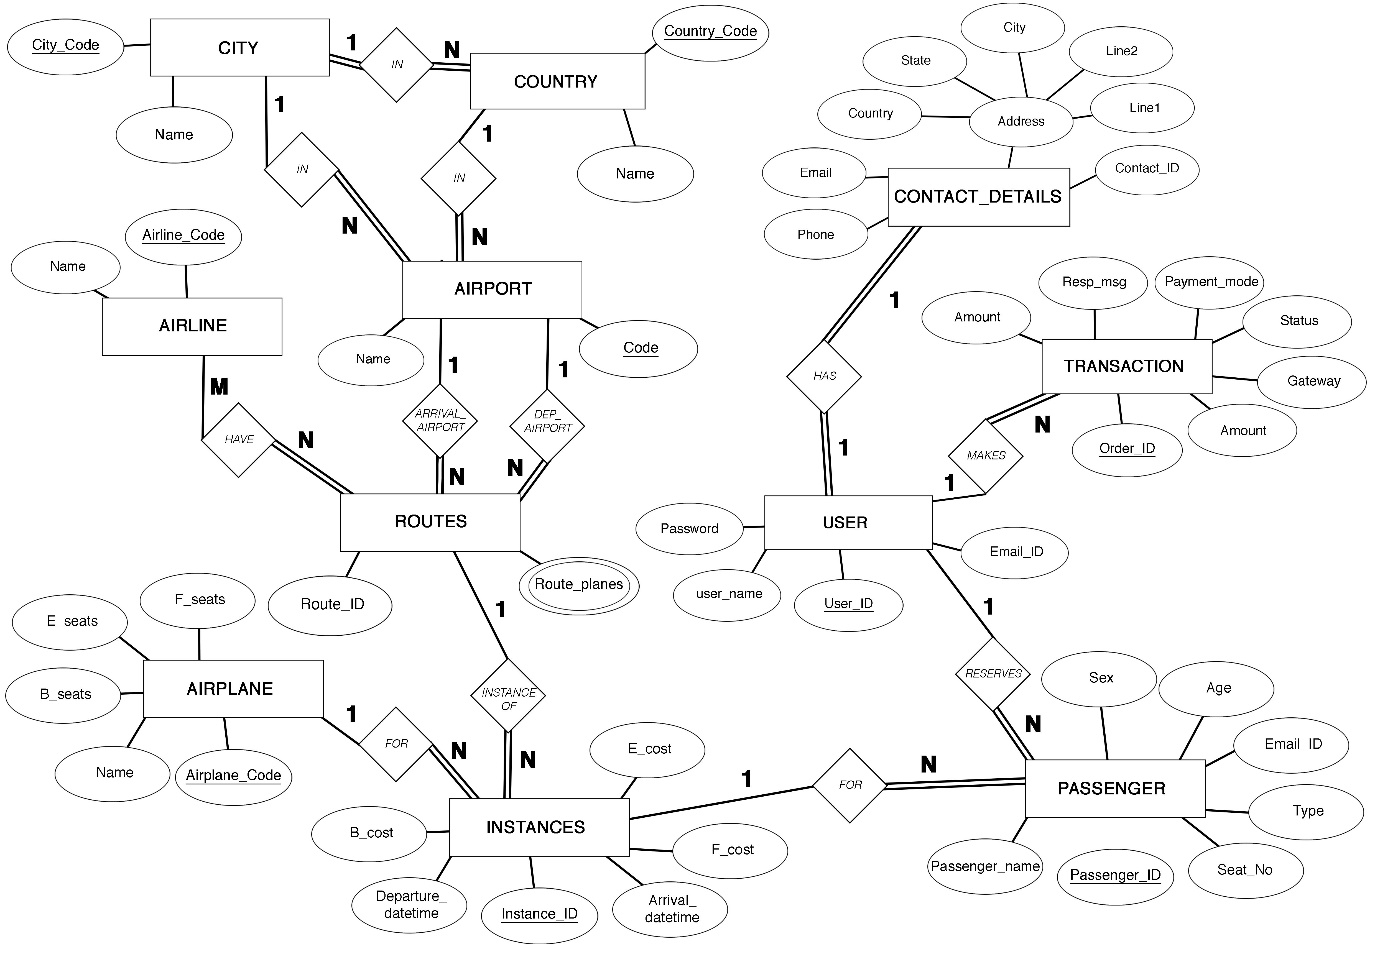 City_Code
CITY
1
IN
N
Country_Code
COUNTRY
Name
1
1
Name
IN
IN
N
N
City
State
Line2
Country
Address
Line1
Email
Contact_ID
CONTACT_DETAILS
Phone
Airline_Code
Name
AIRLINE
AIRPORT
Name
Code
M
1
1
HAVE
N
ARRIVAL_
AIRPORT
DEP_
AIRPORT
N
N
ROUTES
Route_ID
Route_planes
1
HAS
1
Resp_msg
Payment_mode
Amount
Status
TRANSACTION
Gateway
Amount
Order_ID
N
MAKES
1
Password
USER
Email_ID
user_name
User_ID
1
RESERVES
N
F_seats
E_seats
B_seats
AIRPLANE
Name
Airplane_Code
1
FOR
N
1
INSTANCE
OF
N
E_cost
B_cost
INSTANCES
F_cost
Departure_
datetime
Instance_ID
Arrival_
datetime
1
FOR
N
Sex
Age
Email_ID
PASSENGER
Type
Passenger_name
Passenger_ID
Seat_No